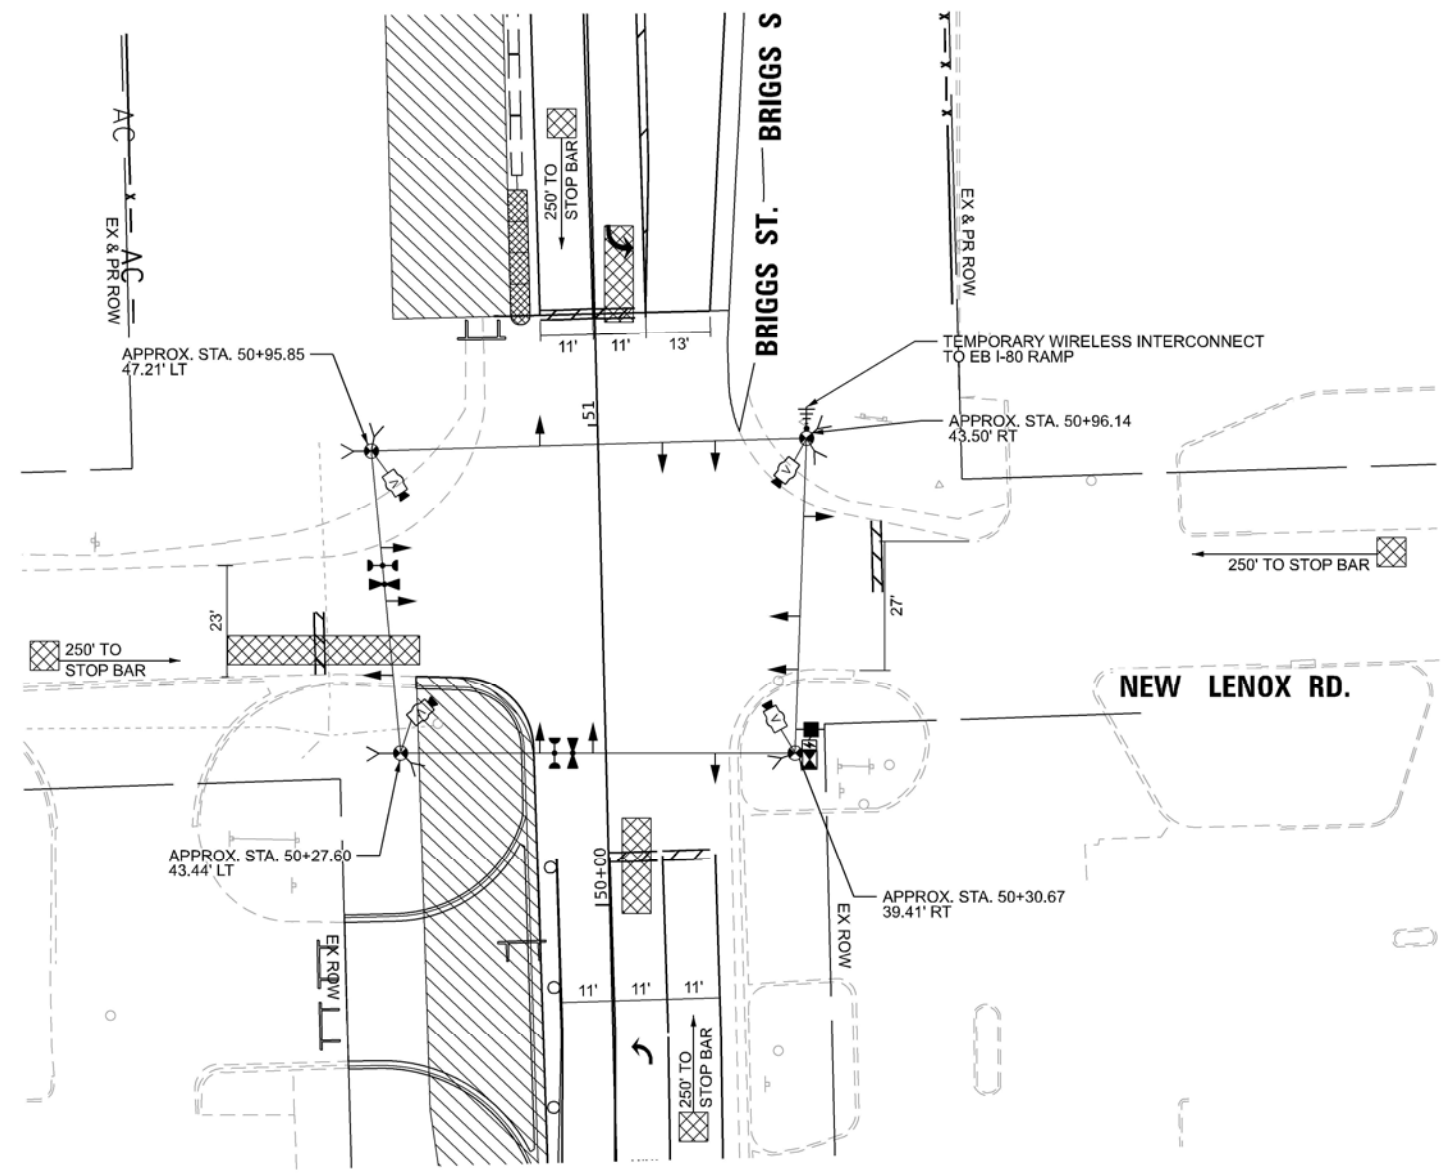 BRIGGS S
BRIGGS ST.
AC
AC
EX & PR ROW
250' TO
STOP BAR
EX & PR ROW
11'
11'
13'
TEMPORARY WIRELESS INTERCONNECT
TO EB I-80 RAMP
APPROX. STA. 50+95.85
47.21' LT
51
APPROX. STA. 50+96.14
43.50' RT
V
V
250' TO STOP BAR
23'
27'
250' TO
STOP BAR
NEW LENOX RD.
V
V
APPROX. STA. 50+27.60
43.44' LT
50+00
APPROX. STA. 50+30.67
39.41' RT
EX ROW
EX ROW
11'
11'
11'
250' TO
STOP BAR